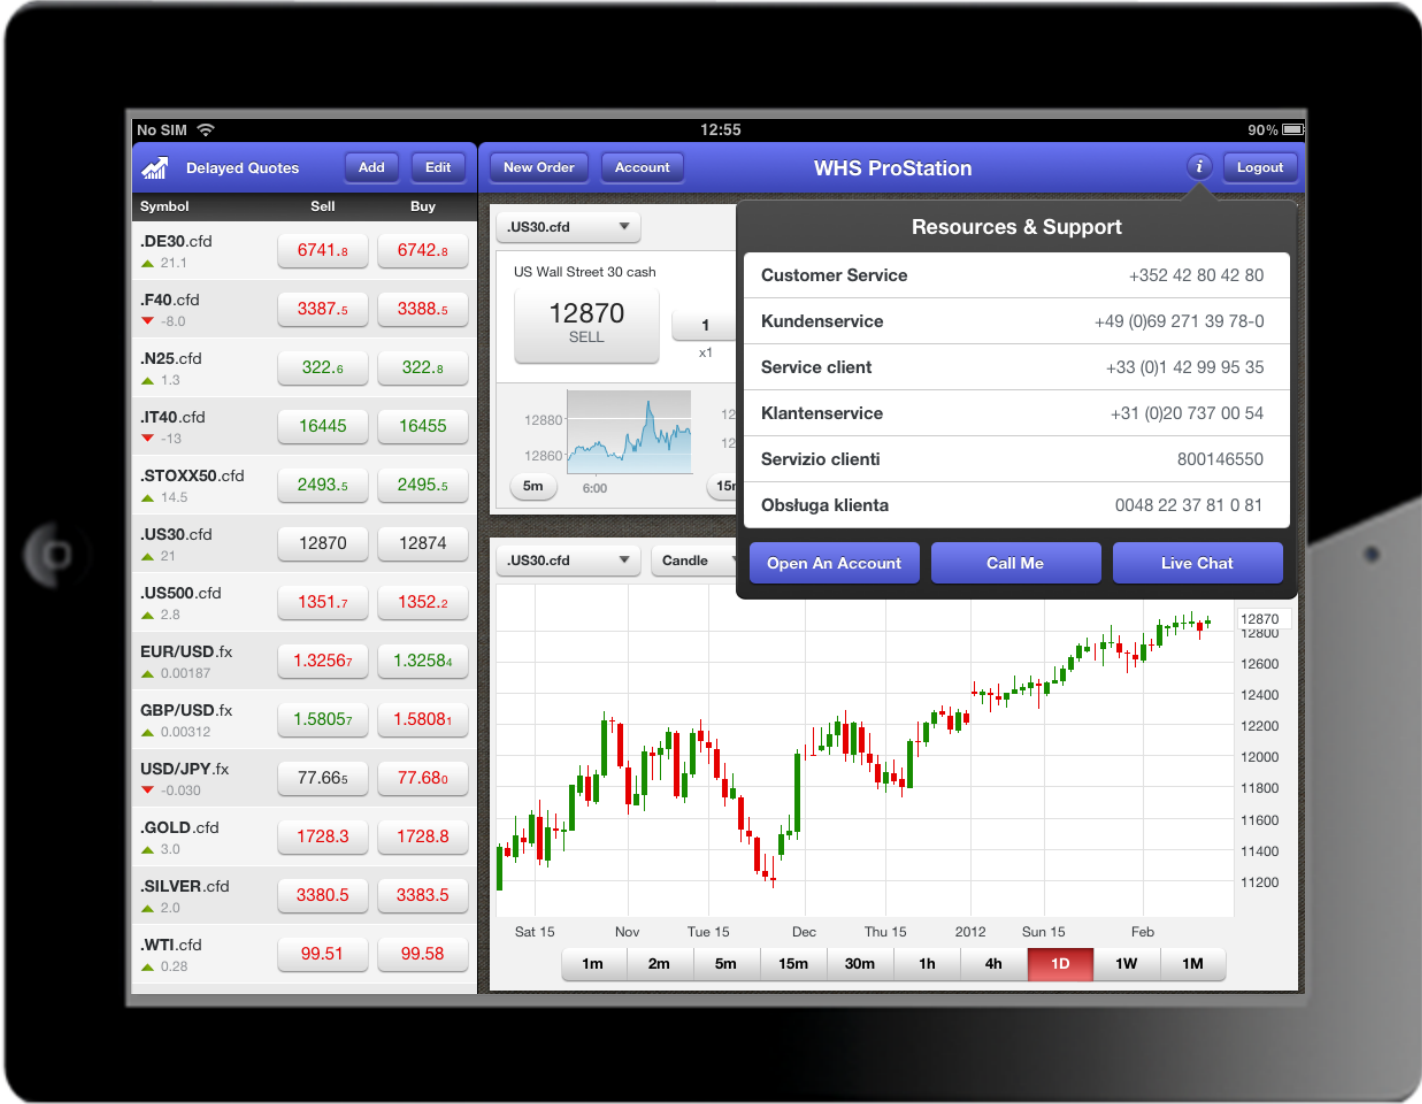 No SIM 12:55 90%
Delayed Quotes Add Edit New Order Account WHS ProStation i Logout
Symbol Sell Buy
.DE30.cfd 6741.8 6742.8
21.1
.F40.cfd 3387.5 3388.5
-8.0
.N25.cfd 322.6 322.8
1.3
.IT40.cfd 16445 16455
-13
.STOXX50.cfd 2493.5 2495.5
14.5
.US30.cfd 12870 12874
21
.US500.cfd 1351.7 1352.2
2.8
EUR/USD.fx 1.32567 1.32584
0.00187
GBP/USD.fx 1.58057 1.58081
0.00312
USD/JPY.fx 77.665 77.680
-0.030
.GOLD.cfd 1728.3 1728.8
3.0
.SILVER.cfd 3380.5 3383.5
2.0
.WTI.cfd 99.51 99.58
0.28
.US30.cfd
US Wall Street 30 cash
12870
SELL
1
x1
12880
12860
5m 6:00
Resources & Support
Customer Service +352 42 80 42 80
Kundenservice +49 (0)69 271 39 78-0
Service client +33 (0)1 42 99 95 35
Klantenservice +31 (0)20 737 00 54
Servizio clienti 800146550
Obsługa klienta 0048 22 37 81 0 81
Open An Account Call Me Live Chat
.US30.cfd Candle
12870
12800
12600
12400
12200
12000
11800
11600
11400
11200
Sat 15 Nov Tue 15 Dec Thu 15 2012 Sun 15 Feb
1m 2m 5m 15m 30m 1h 4h 1D 1W 1M